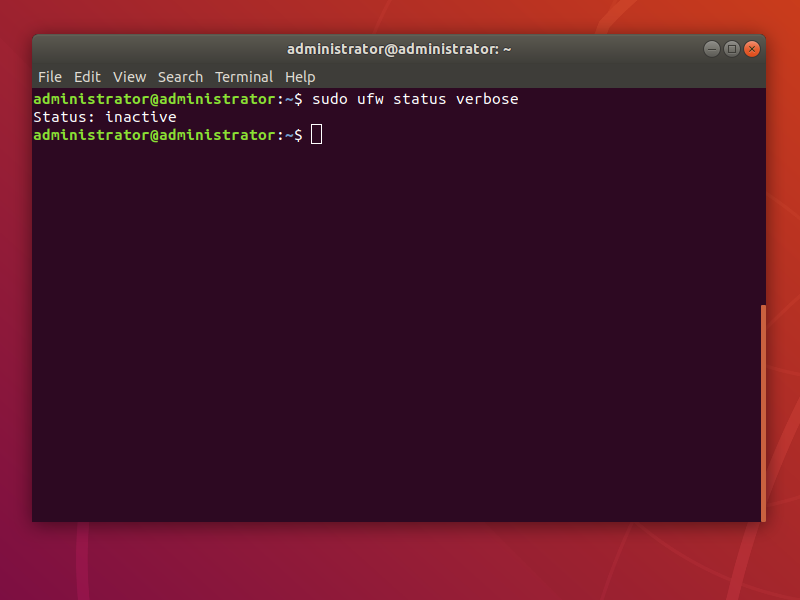 administrator@administrator: ~
File Edit View Search Terminal Help
administrator@administrator:~$ sudo ufw status verbose
Status: inactive
administrator@administrator:~$